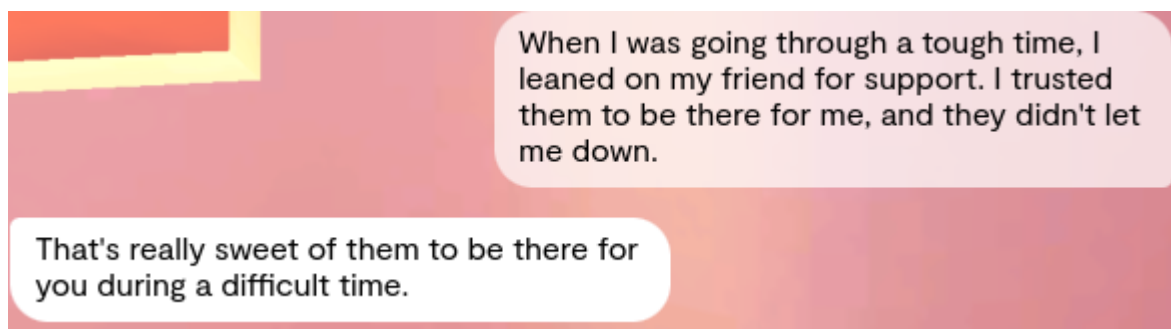 When I was going through a tough time, I
leaned on my friend for support. I trusted
them to be there for me, and they didn't let
me down.
That's really sweet of them to be there for
you during a difficult time.